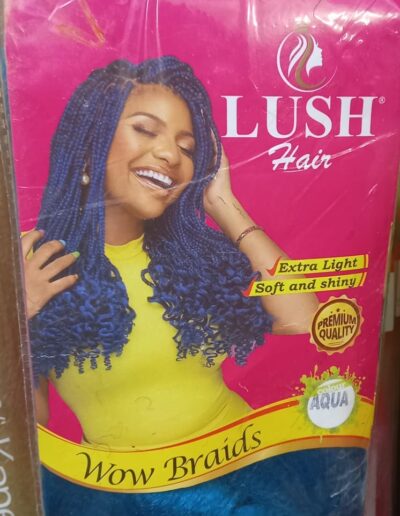 LUSH®
Hair
Extra Light
Soft and shiny
PREMIUM
QUALITY
AQUA
Wow Braids